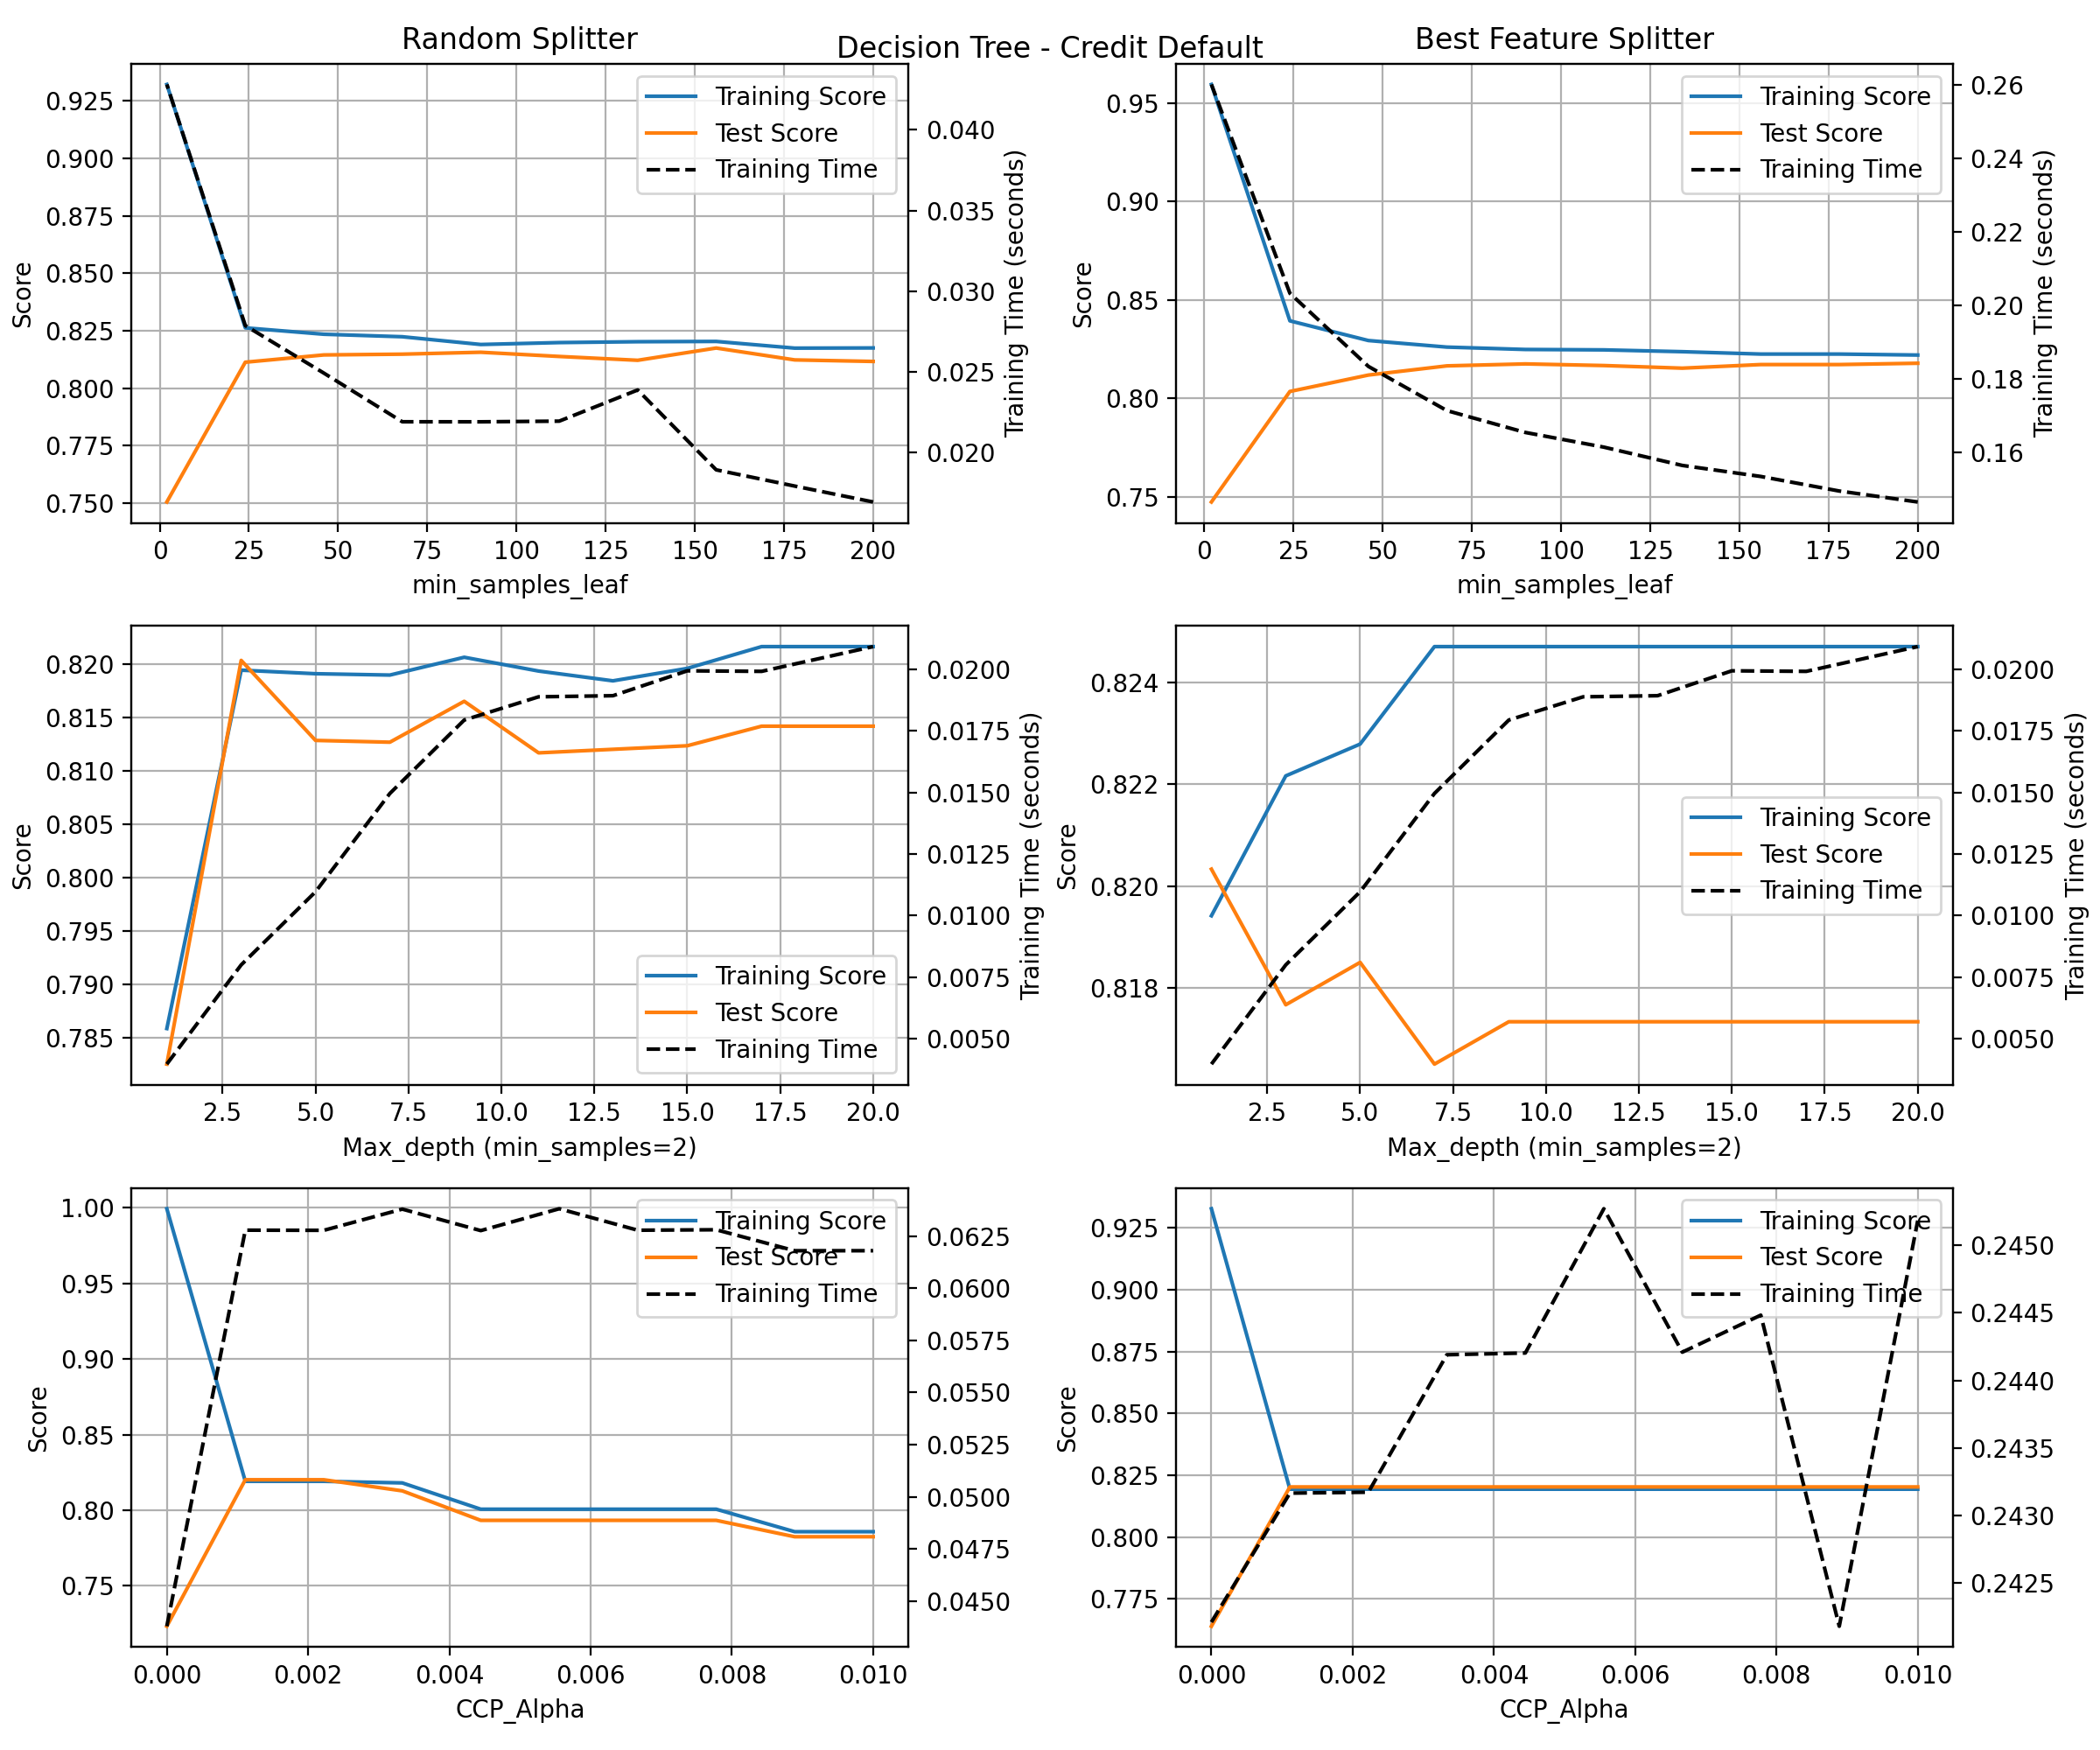 Decision Tree - Credit Default
Random Splitter
0.925
0.900
0.875
0.850
0.825
0.800
0.775
0.750
Score
0 25 50 75 100 125 150 175 200
min_samples_leaf
0.040
0.035
0.030
0.025
0.020
Training Time (seconds)
Training Score
Test Score
Training Time
Best Feature Splitter
0.95
0.90
0.85
0.80
0.75
Score
0 25 50 75 100 125 150 175 200
min_samples_leaf
0.26
0.24
0.22
0.20
0.18
0.16
Training Time (seconds)
Training Score
Test Score
Training Time
0.820
0.815
0.810
0.805
0.800
0.795
0.790
0.785
Score
2.5 5.0 7.5 10.0 12.5 15.0 17.5 20.0
Max_depth (min_samples=2)
0.0200
0.0175
0.0150
0.0125
0.0100
0.0075
0.0050
Training Time (seconds)
Training Score
Test Score
Training Time
0.824
0.822
0.820
0.818
Score
2.5 5.0 7.5 10.0 12.5 15.0 17.5 20.0
Max_depth (min_samples=2)
0.0200
0.0175
0.0150
0.0125
0.0100
0.0075
0.0050
Training Time (seconds)
Training Score
Test Score
Training Time
1.00
0.95
0.90
0.85
0.80
0.75
Score
0.000 0.002 0.004 0.006 0.008 0.010
CCP_Alpha
0.0625
0.0600
0.0575
0.0550
0.0525
0.0500
0.0475
0.0450
Training Score
Test Score
Training Time
0.925
0.900
0.875
0.850
0.825
0.800
0.775
Score
0.000 0.002 0.004 0.006 0.008 0.010
CCP_Alpha
0.2450
0.2445
0.2440
0.2435
0.2430
0.2425
Training Score
Test Score
Training Time